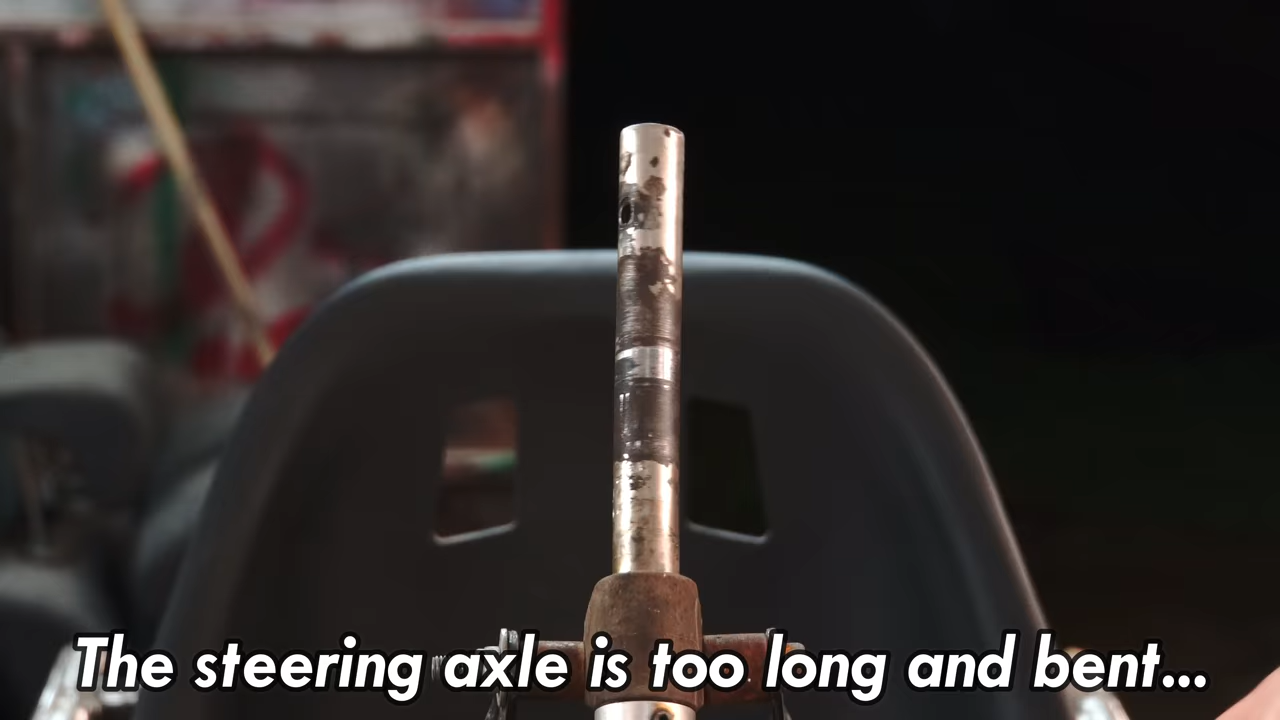 The steering axle is too long and bent...